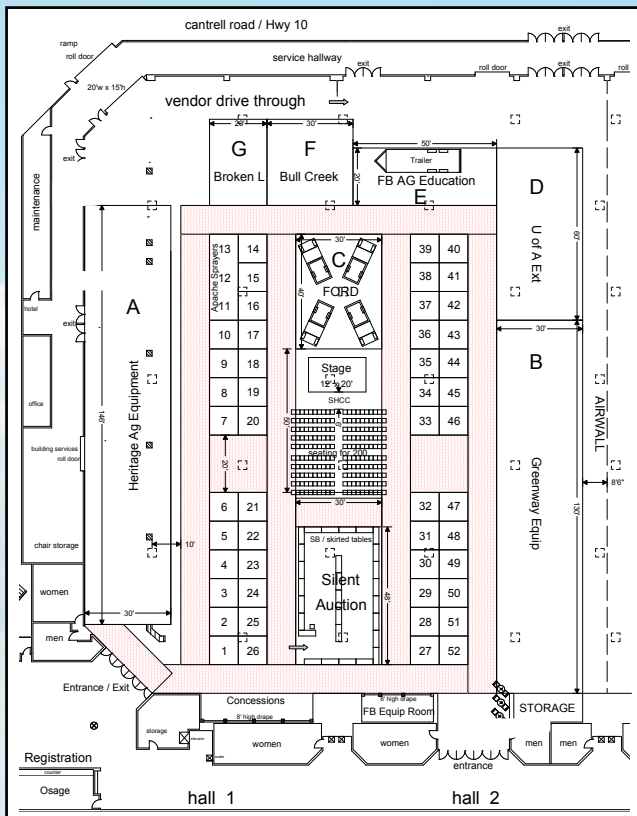 cantrell road / Hwy 10
ramp
roll door
service hallway
exit
exit
exit
roll door
roll
20'w x 15'h
vendor drive through
exit
maintenance
20'
30'
G
F
Broken L
Bull Creek
50'
20'
Trailer
FB AG Education
E
D
U of A Ext
60'
hotel
exit
office
building services
roll door
chair storage
women
men
A
Heritage Ag Equipment
146'
10'
30'
13 14
12 15
11 16
10 17
9 18
8 19
7 20
Apache Sprayers
20'
6 21
5 22
4 23
3 24
2 25
1 26
30'
C
FORD
40'
Stage
12' x 20'
SHCC
6'
50'
seating for 200
30'
SB / skirted tables
Silent
Auction
48'
39 40
38 41
37 42
36 43
35 44
34 45
33 46
32 47
31 48
30 49
29 50
28 51
27 52
30'
B
Greenway Equip
130'
AIRWALL
8'6"
Entrance / Exit
Concessions
8' high drape
storage
women
8' high drape
FB Equip Room
women
STORAGE
men
men
entrance
Registration
counter
Osage
hall 1
hall 2